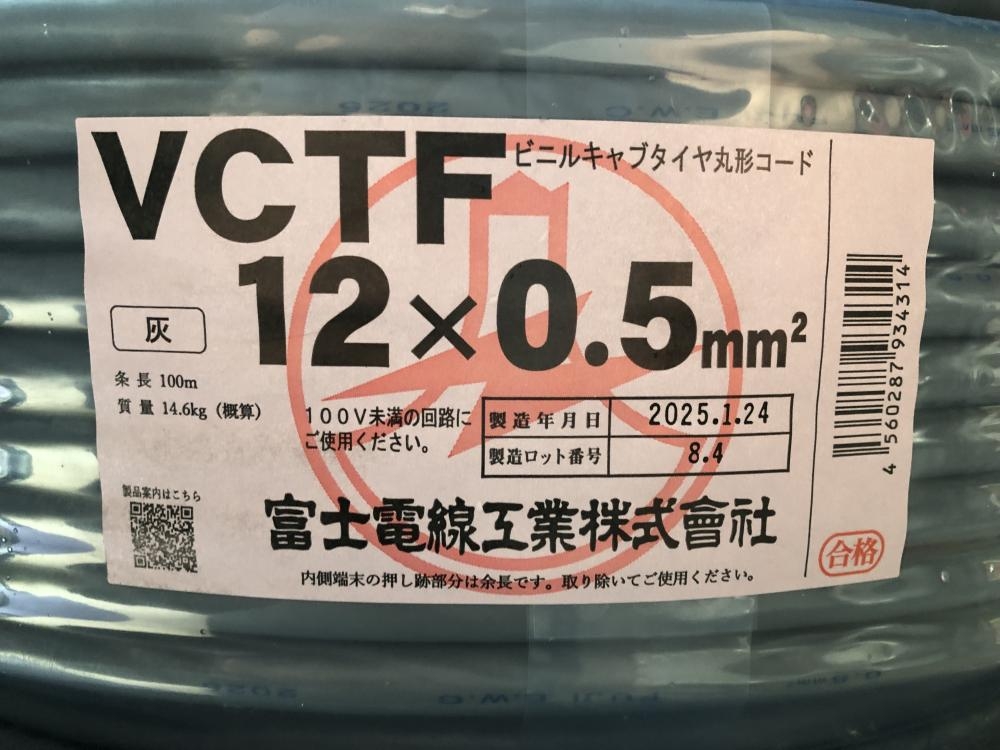 VCTF ビニルキャブタイヤ丸形コード
12×0.5mm²
灰
条長 100m
質量 14.6kg（概算）
100V未満の回路に
ご使用ください。
製造年月日 2025.1.24
製造ロット番号 8.4
製品案内はこちら
富士電線工業株式會社
内側端末の押し跡部分は余長です。取り除いてご使用ください。
4560287934314
合格
2026 FUJI E.W.C